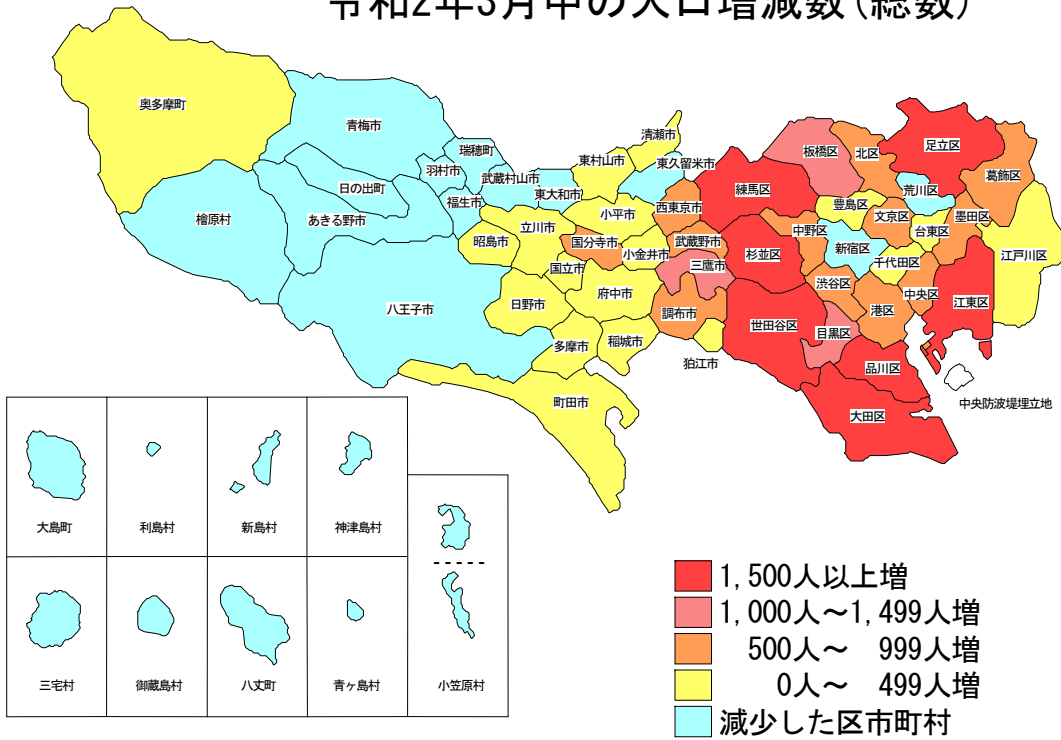 令和2年3月中の人口増減数(総数)
奥多摩町
青梅市
瑞穂町
羽村市
武蔵村山市
日の出町
福生市
東大和市
檜原村
あきる野市
八王子市
清瀬市
東村山市
東久留米市
小平市
西東京市
立川市
昭島市
国分寺市
小金井市
武蔵野市
国立市
三鷹市
日野市
府中市
調布市
多摩市
稲城市
狛江市
町田市
板橋区
北区
足立区
葛飾区
練馬区
荒川区
豊島区
文京区
台東区
墨田区
中野区
新宿区
千代田区
江戸川区
杉並区
渋谷区
中央区
港区
江東区
世田谷区
目黒区
品川区
大田区
中央防波堤埋立地
大島町
利島村
新島村
神津島村
三宅村
御蔵島村
八丈町
青ヶ島村
小笠原村
1,500人以上増
1,000人～1,499人増
500人～ 999人増
0人～ 499人増
減少した区市町村